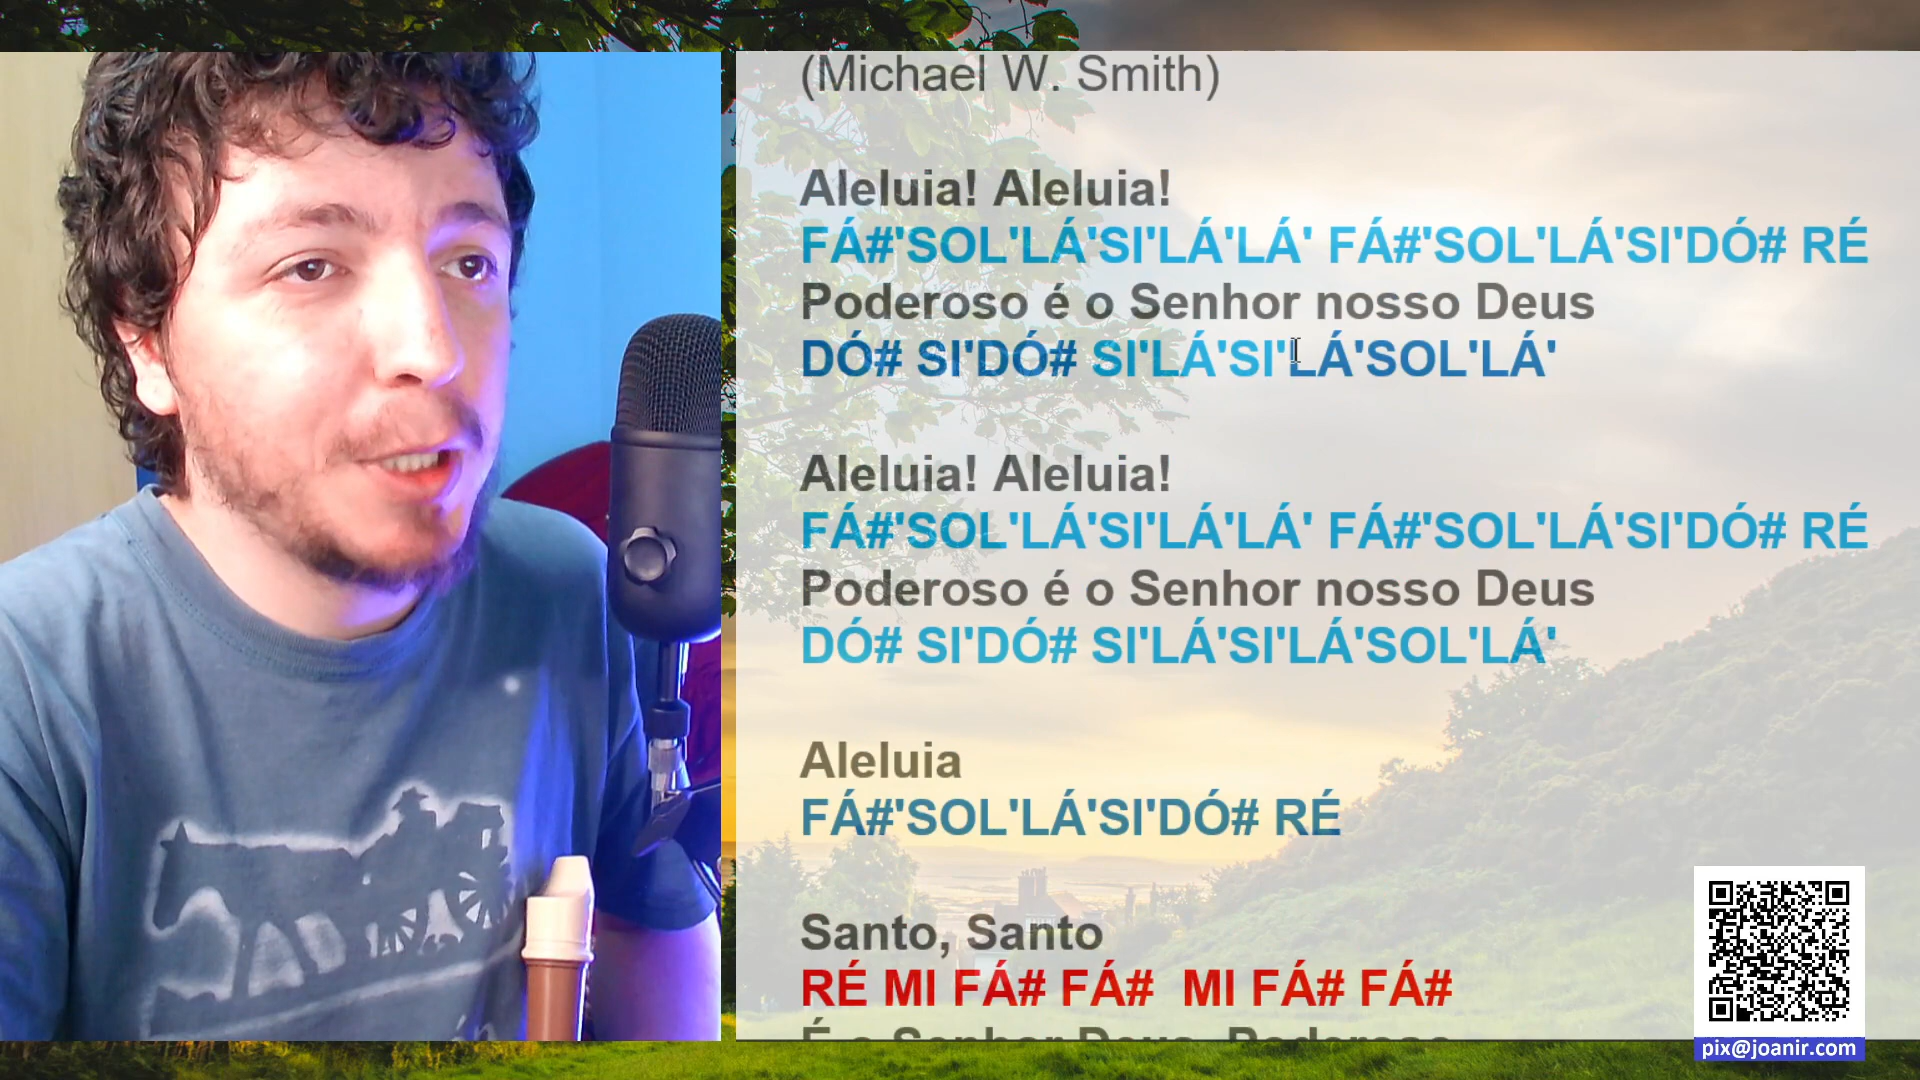 (Michael W. Smith)
Aleluia! Aleluia!
FÁ#'SOL'LÁ'SI'LÁ'LÁ' FÁ#'SOL'LÁ'SI'DÓ# RÉ
Poderoso é o Senhor nosso Deus
DÓ# SI'DÓ# SI'LÁ'SI'LÁ'SOL'LÁ'
Aleluia! Aleluia!
FÁ#'SOL'LÁ'SI'LÁ'LÁ' FÁ#'SOL'LÁ'SI'DÓ# RÉ
Poderoso é o Senhor nosso Deus
DÓ# SI'DÓ# SI'LÁ'SI'LÁ'SOL'LÁ'
Aleluia
FÁ#'SOL'LÁ'SI'DÓ# RÉ
Santo, Santo
RÉ MI FÁ# FÁ#  MI FÁ# FÁ#
É o Senhor Deus, Poderoso
pix@joanir.com